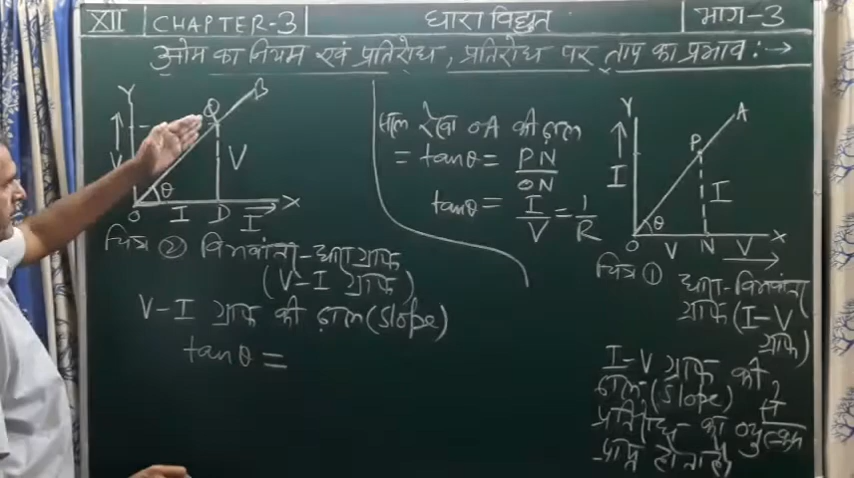 XII CHAPTER-3 धारा विद्युत भाग-3
ओम का नियम एवं प्रतिरोध, प्रतिरोध पर ताप का प्रभाव:→
Y
B
Q
V
V
θ
O I D I X
चित्र ② विभवांतर-धारा ग्राफ
(V-I ग्राफ)
V-I ग्राफ की ढ़ाल (Slope)
tanθ =
रेखा OA की ढ़ाल
= tanθ = PN
ON
tanθ = I = 1
V R
Y
A
P
I
I
θ
O V N V X
चित्र ① धारा-विभवांतर
ग्राफ (I-V
ग्राफ)
I-V ग्राफ की
ढाल (Slope) से
प्रतिरोध का व्युत्क्रम
प्राप्त होता है